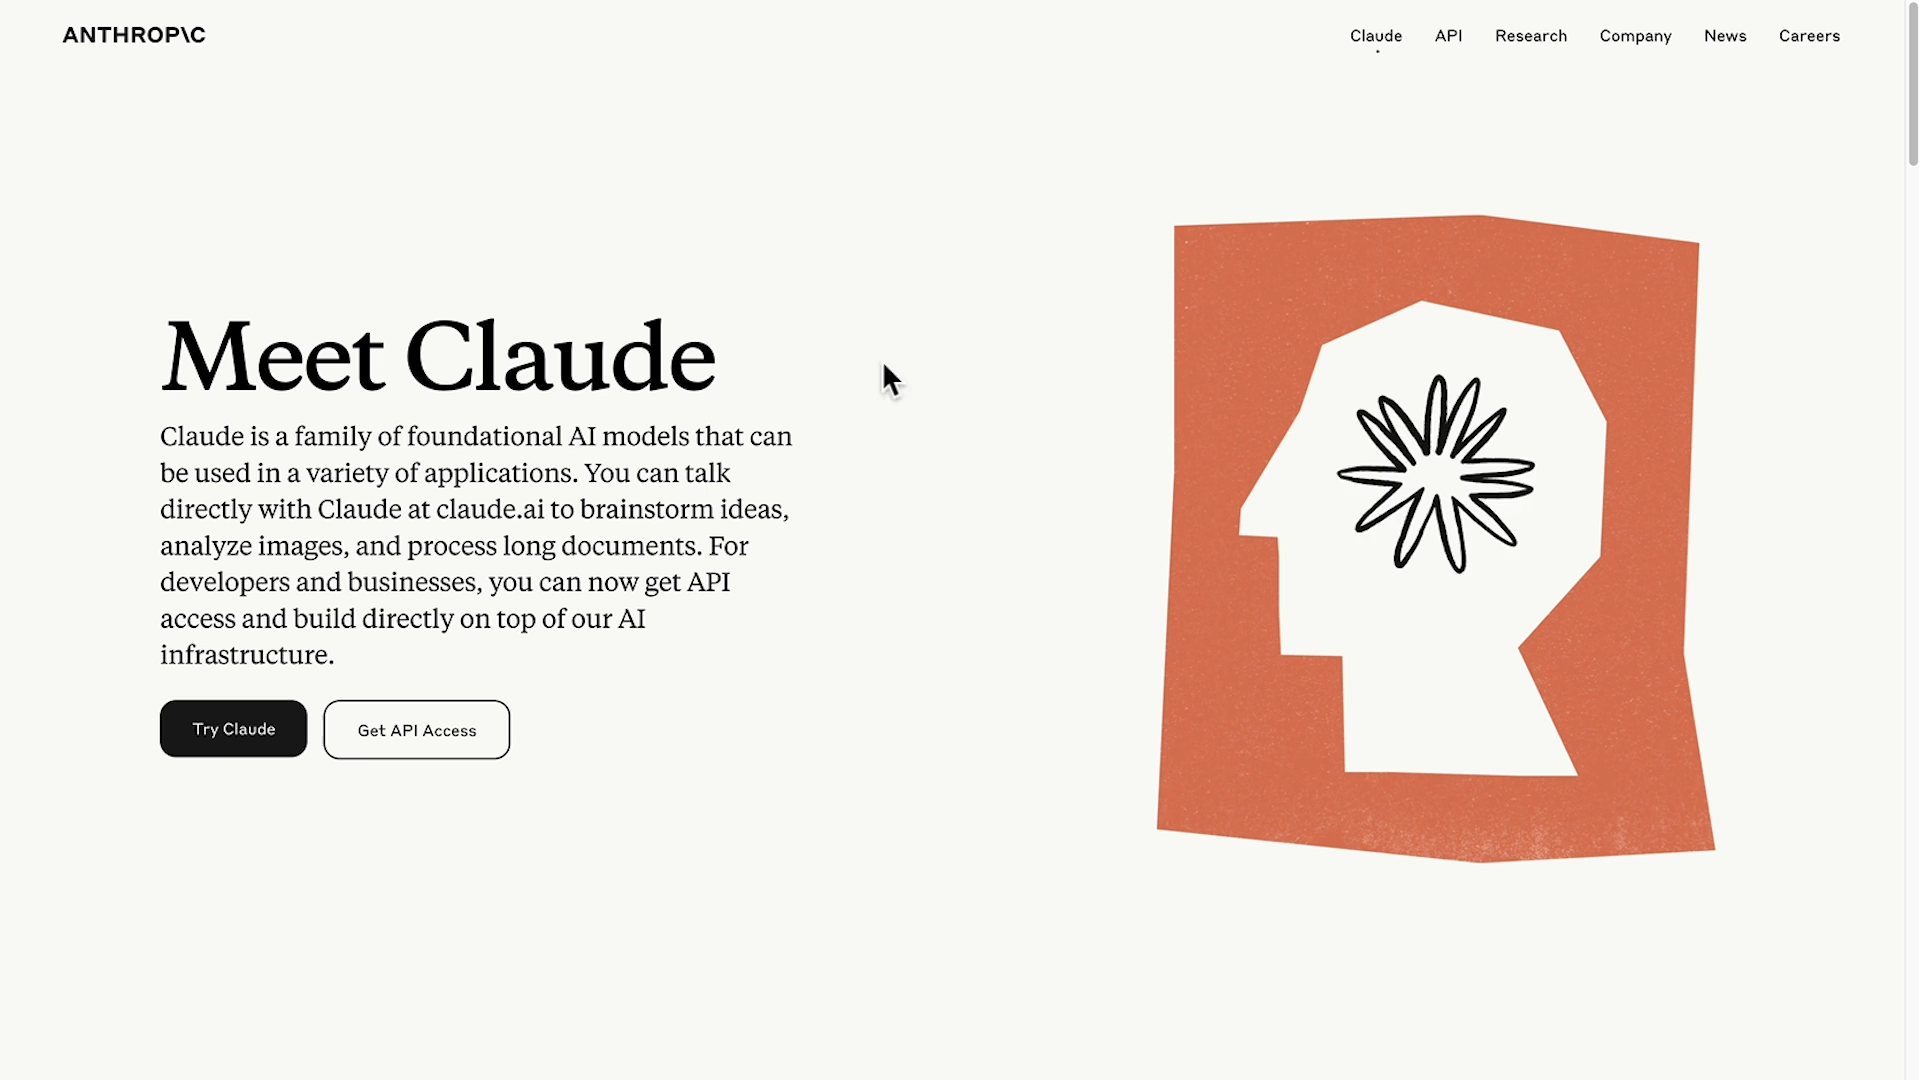 ANTHROP\C
Claude
API
Research
Company
News
Careers
Meet Claude
Claude is a family of foundational AI models that can
be used in a variety of applications. You can talk
directly with Claude at claude.ai to brainstorm ideas,
analyze images, and process long documents. For
developers and businesses, you can now get API
access and build directly on top of our AI
infrastructure.
Try Claude
Get API Access